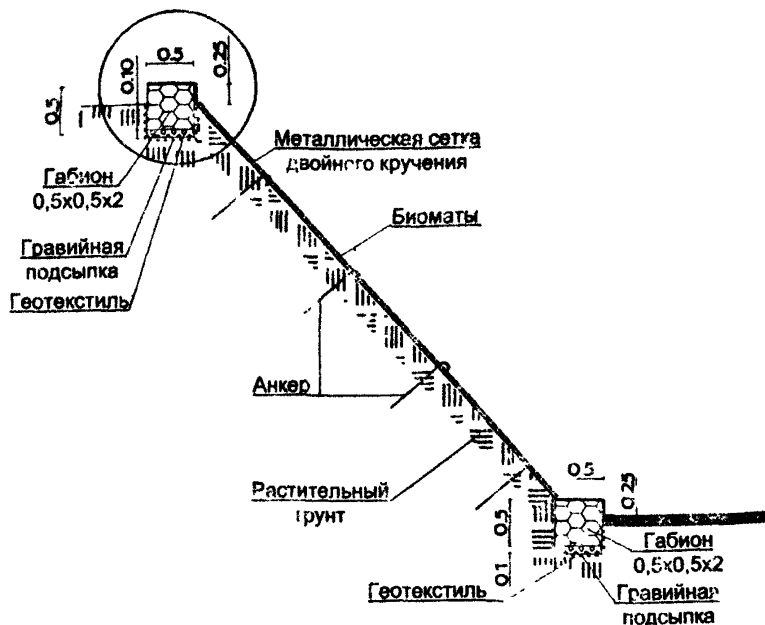 0.5
0.25
0.10
0.5
Металлическая сетка
двойного кручения
Габион
0,5х0,5х2
Биоматы
Гравийная
подсыпка
Геотекстиль
Анкер
Растительный
грунт
0.5
0.25
0.5
0.1
Габион
0,5х0,5х2
Геотекстиль
Гравийная
подсыпка